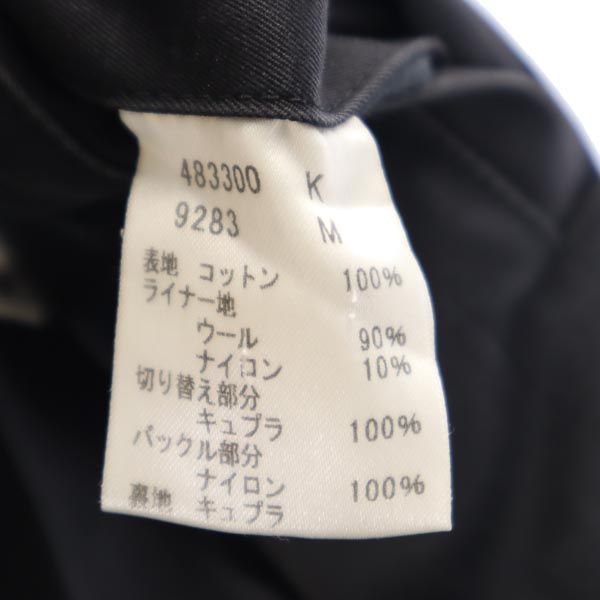 483300 K
9283 M
表地 コットン 100%
ライナー地
ウール 90%
ナイロン 10%
切り替え部分
キュプラ 100%
バックル部分
ナイロン 100%
裏地 キュプラ